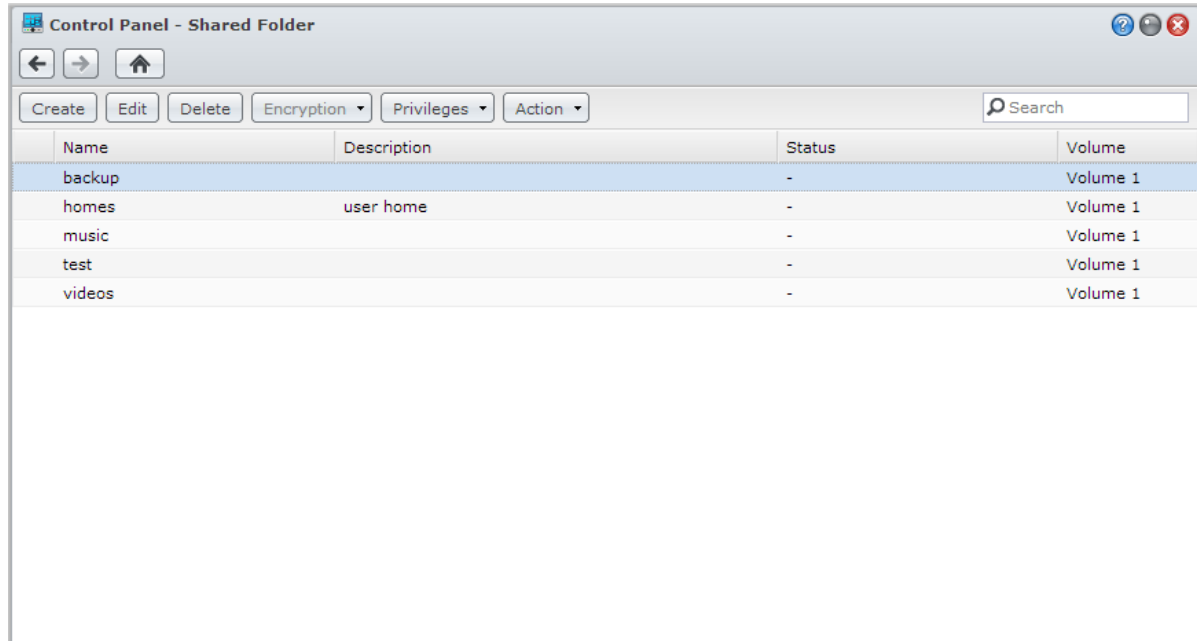 Control Panel - Shared Folder
Create Edit Delete Encryption Privileges Action Search
Name Description Status Volume
backup - Volume 1
homes user home - Volume 1
music - Volume 1
test - Volume 1
videos - Volume 1